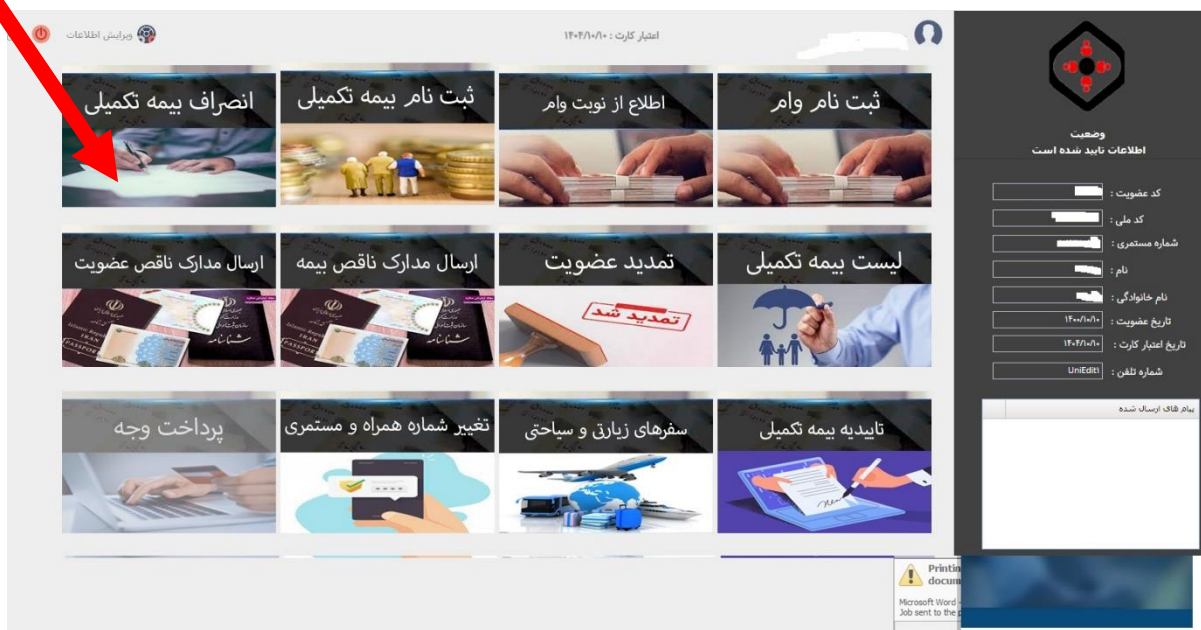 اعتبار کارت : ۱۴۰۴/۱۰/۱۰
ویرایش اطلاعات
وضعیت
اطلاعات تایید شده است
کد عضویت :
کد ملی :
شماره مستمری :
نام :
نام خانوادگی :
تاریخ عضویت : ۱۴۰۰/۱۰/۱۰
تاریخ اعتبار کارت : ۱۴۰۴/۱۰/۱۰
شماره تلفن : UniEdit۱
پیام های ارسال شده
ثبت نام وام
اطلاع از نوبت وام
ثبت نام بیمه تکمیلی
انصراف بیمه تکمیلی
لیست بیمه تکمیلی
تمدید عضویت
تمدید شد
ارسال مدارک ناقص بیمه
شناسنامه
ارسال مدارک ناقص عضویت
شناسنامه
تاییدیه بیمه تکمیلی
سفرهای زیارتی و سیاحتی
تغییر شماره همراه و مستمری
پرداخت وجه
Printin
docum
Microsoft Word -
Job sent to the p